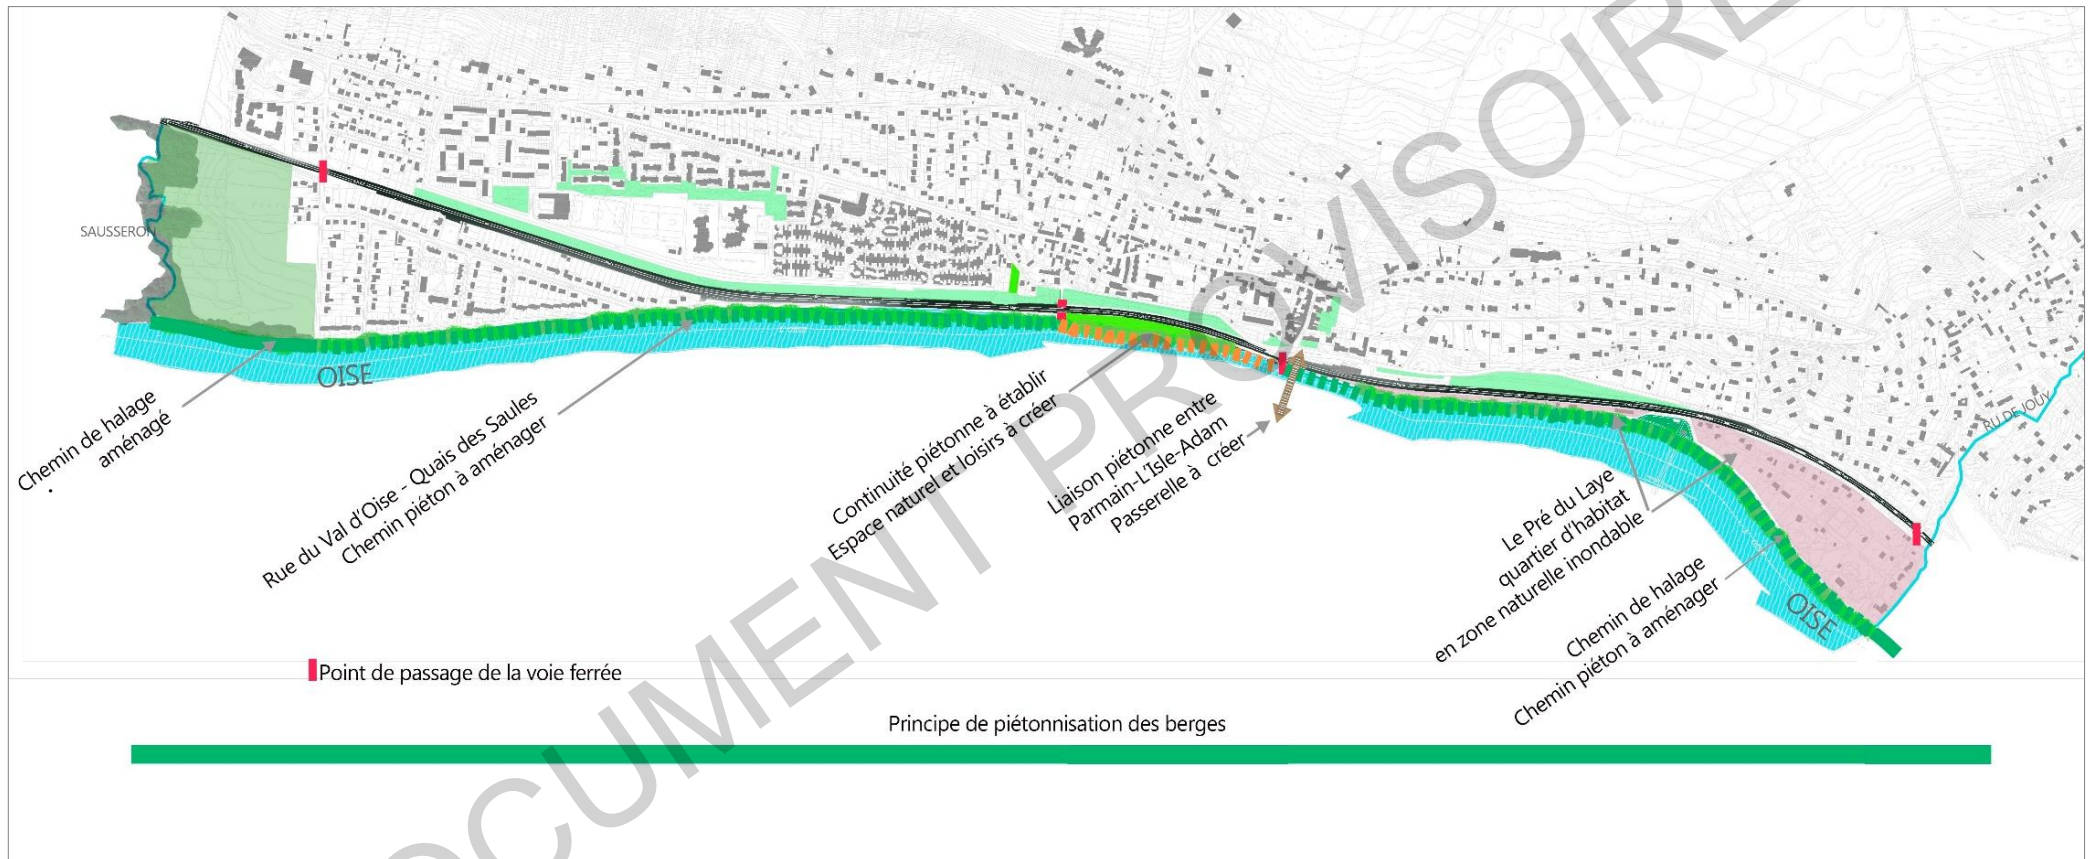 SAUSSERON
OISE
Chemin de halage
aménagé
Rue du Val d'Oise - Quais des Saules
Chemin piéton à aménager
Continuité piétonne à établir
Espace naturel et loisirs à créer
Liaison piétonne entre
Parmain-L'Isle-Adam
Passerelle à créer
Le Pré du Laye
quartier d'habitat
en zone naturelle inondable
Chemin de halage
Chemin piéton à aménager
OISE
RU DE JOUY
Point de passage de la voie ferrée
Principe de piétonnisation des berges
OCUMENT PROVISOIRE